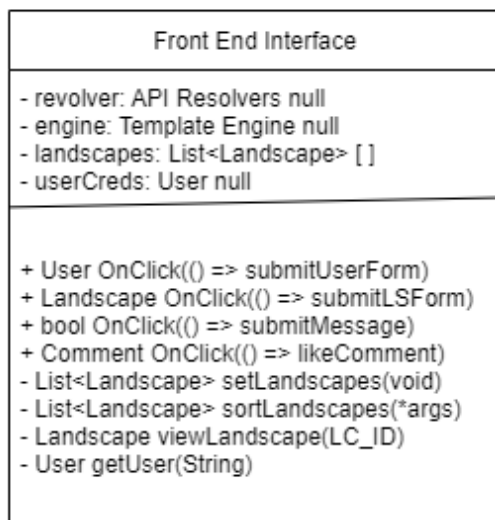 Front End Interface
- revolver: API Resolvers null
- engine: Template Engine null
- landscapes: List<Landscape> [ ]
- userCreds: User null
+ User OnClick(() => submitUserForm)
+ Landscape OnClick(() => submitLSForm)
+ bool OnClick(() => submitMessage)
+ Comment OnClick(() => likeComment)
- List<Landscape> setLandscapes(void)
- List<Landscape> sortLandscapes(*args)
- Landscape viewLandscape(LC_ID)
- User getUser(String)